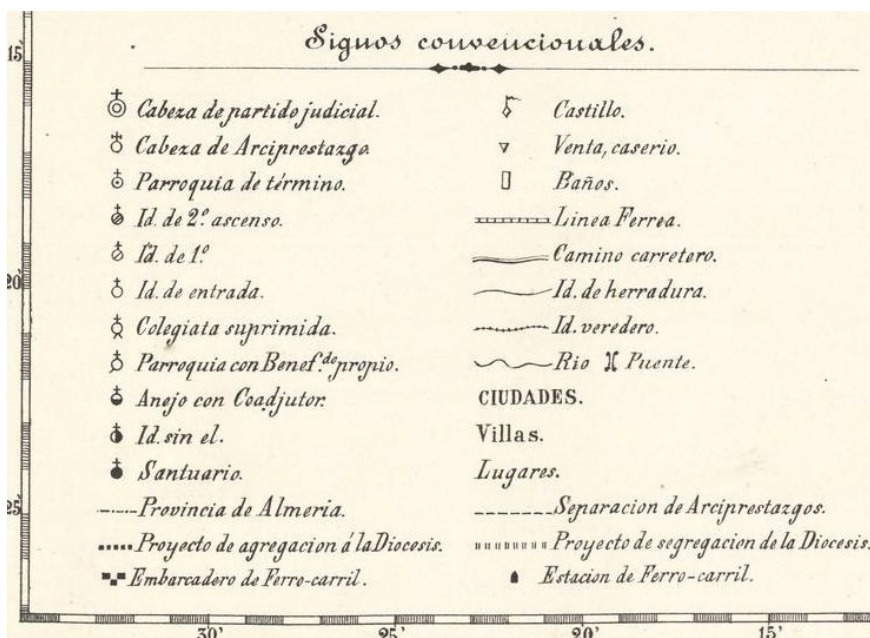 Signos convencionales.
15'
Cabeza de partido judicial.
Cabeza de Arciprostazgo.
Parroquia de término.
Id. de 2.º ascenso.
Id. de 1.º
20'
Id. de entrada.
Colegiata suprimida.
Parroquia con Benef.do propio.
Anejo con Coadjutor.
Id. sin el.
Santuario.
25'
Provincia de Almeria.
Proyecto de agregacion á la Diocesis.
Embarcadero de Ferro-carril.
Castillo.
Venta, caserio.
Baños.
Linea Ferrea.
Camino carretero.
Id. de herradura.
Id. veredero.
Rio Puente.
CIUDADES.
Villas.
Lugares.
Separacion de Arciprestazgos.
Proyecto de segregacion de la Diocesis.
Estacion de Ferro-carril.
30' 25' 20' 15'